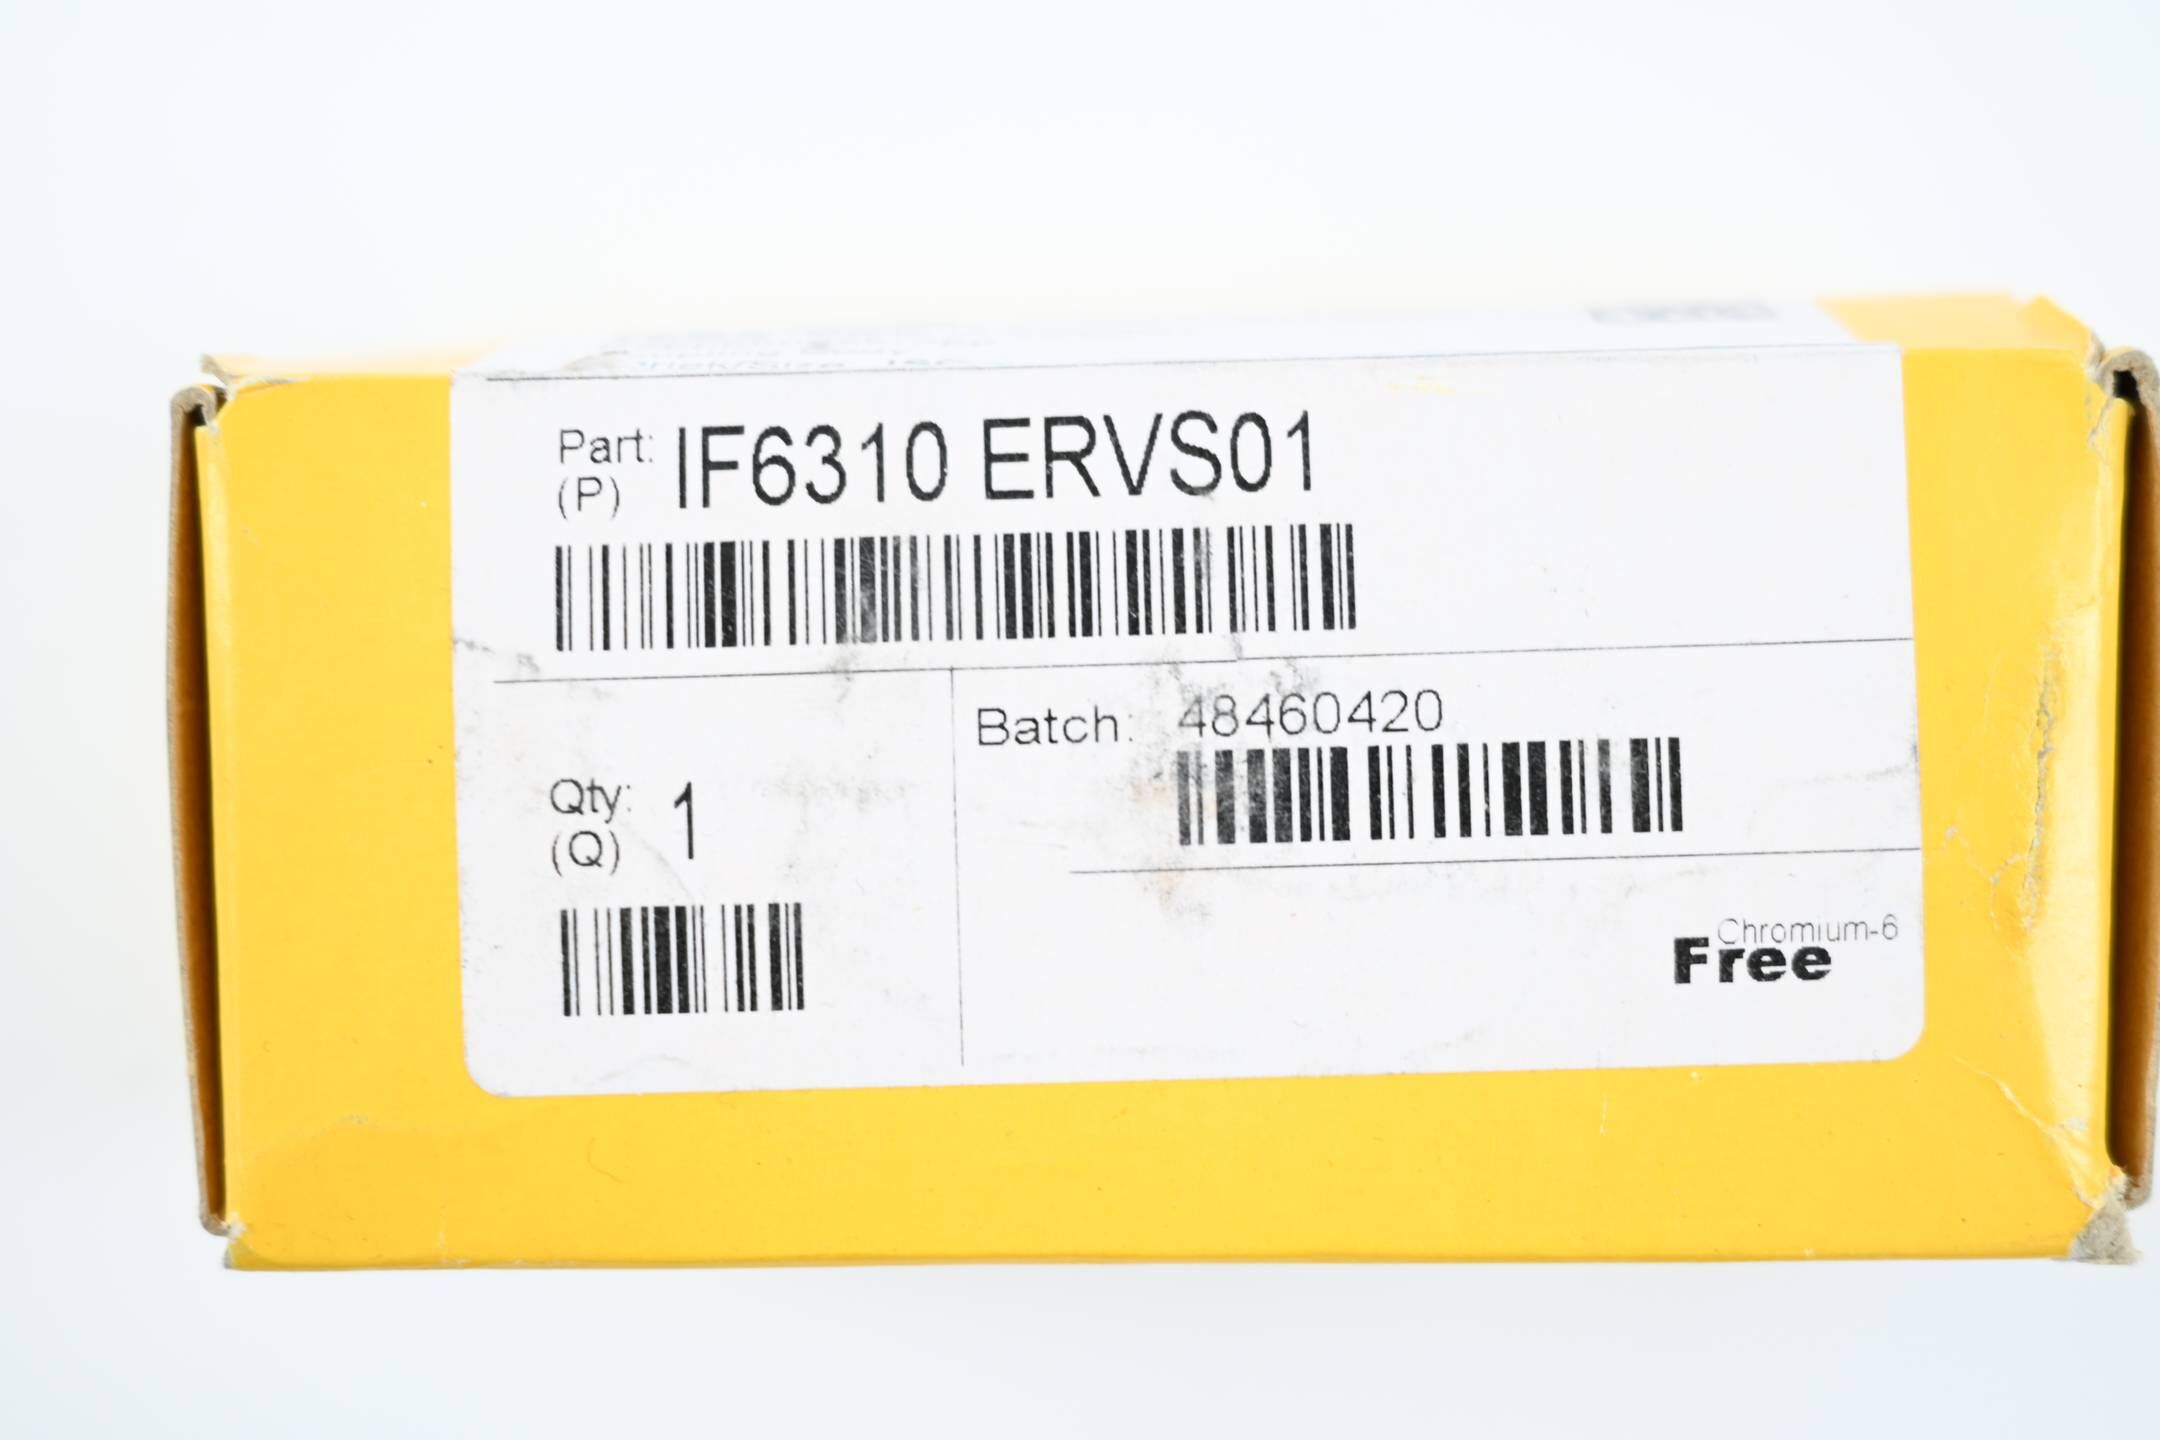 Part: IF6310 ERVS01
(P)
Batch: 48460420
Qty: 1
(Q)
Chromium-6
Free